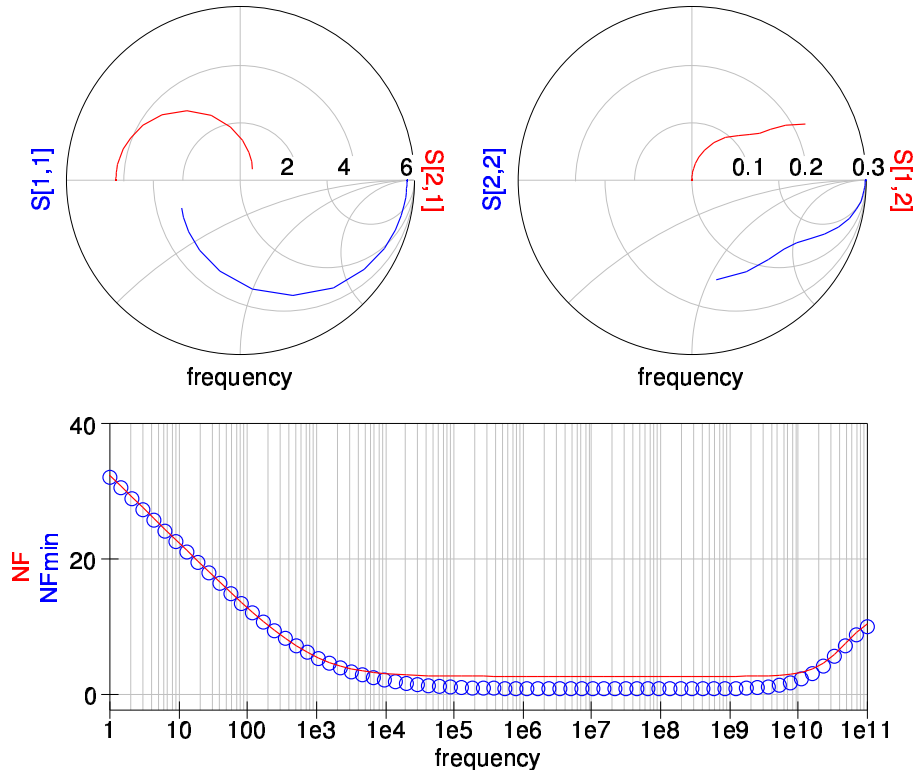 S[1,1]
2 4 6
S[2,1]
frequency
S[2,2]
0.1 0.2 0.3
S[1,2]
frequency
NF
NFmin
40
20
0
1 10 100 1e3 1e4 1e5 1e6 1e7 1e8 1e9 1e10 1e11
frequency